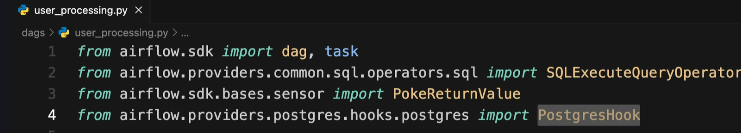 user_processing.py ×
dags > user_processing.py > ...
1 from airflow.sdk import dag, task
2 from airflow.providers.common.sql.operators.sql import SQLExecuteQueryOperator
3 from airflow.sdk.bases.sensor import PokeReturnValue
4 from airflow.providers.postgres.hooks.postgres import PostgresHook